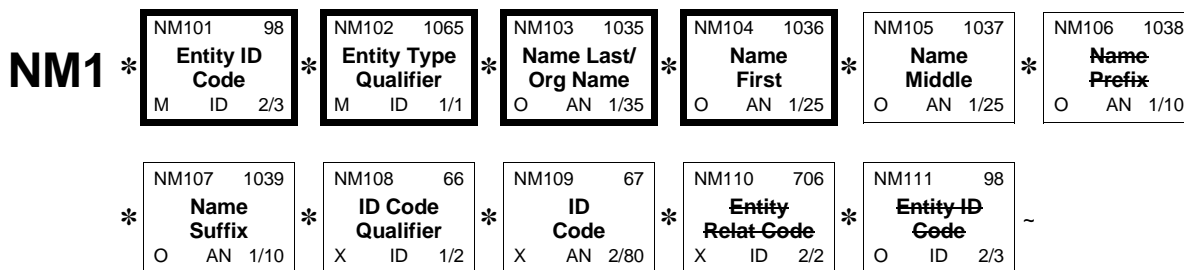 NM101 98 NM102 1065 NM103 1035 NM104 1036 NM105 1037 NM106 1038
NM1 * Entity ID Code * Entity Type Qualifier * Name Last/ Org Name * Name First * Name Middle * Name Prefix
M ID 2/3 M ID 1/1 O AN 1/35 O AN 1/25 O AN 1/25 O AN 1/10
NM107 1039 NM108 66 NM109 67 NM110 706 NM111 98
* Name Suffix * ID Code Qualifier * ID Code * Entity Relat Code * Entity ID Code ~
O AN 1/10 X ID 1/2 X AN 2/80 X ID 2/2 O ID 2/3